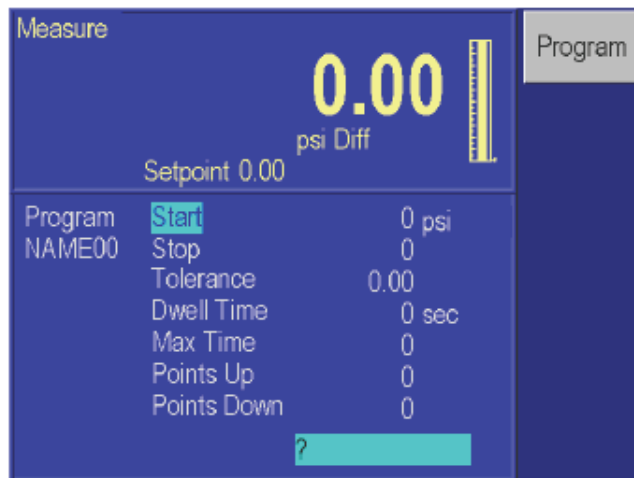 Measure
Program
0.00
psi Diff
Setpoint 0.00
Program
NAME00
Start 0 psi
Stop 0
Tolerance 0.00
Dwell Time 0 sec
Max Time 0
Points Up 0
Points Down 0
?